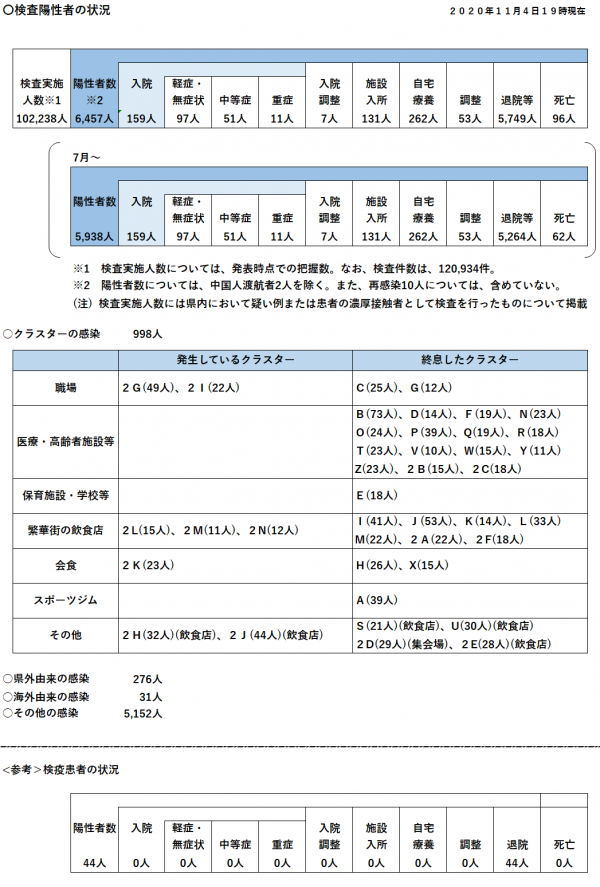 〇検査陽性者の状況 ２０２０年１１月４日１９時現在
検査実施人数※1 陽性者数※2 入院 軽症・無症状 中等症 重症 入院調整 施設入所 自宅療養 調整 退院等 死亡
102,238人 6,457人 159人 97人 51人 11人 7人 131人 262人 53人 5,749人 96人
7月～
陽性者数 入院 軽症・無症状 中等症 重症 入院調整 施設入所 自宅療養 調整 退院等 死亡
5,938人 159人 97人 51人 11人 7人 131人 262人 53人 5,264人 62人
※1 検査実施人数については、発表時点での把握数。なお、検査件数は、120,934件。
※2 陽性者数については、中国人渡航者2人を除く。また、再感染10人については、含めていない。
（注）検査実施人数には県内において疑い例または患者の濃厚接触者として検査を行ったものについて掲載
〇クラスターの感染 998人
発生しているクラスター 終息したクラスター
職場 ２G(49人)、２I(22人) C(25人)、G(12人)
医療・高齢者施設等
B(73人)、D(14人)、F(19人)、N(23人)
O(24人)、P(39人)、Q(19人)、R(18人)
T(23人)、V(10人)、W(15人)、Y(11人)
Z(23人)、２B(15人)、２C(18人)
保育施設・学校等 E(18人)
繁華街の飲食店 ２L(15人)、２M(11人)、２N(12人)
I(41人)、J(53人)、K(14人)、L(33人)
M(22人)、２A(22人)、２F(18人)
会食 ２K(23人) H(26人)、X(15人)
スポーツジム A(39人)
その他 ２H(32人)(飲食店)、２J(44人)(飲食店)
S(21人)(飲食店)、U(30人)(飲食店)
２D(29人)(集会場)、２E(28人)(飲食店)
〇県外由来の感染 276人
〇海外由来の感染 31人
〇その他の感染 5,152人
<参考>検疫患者の状況
陽性者数 入院 軽症・無症状 中等症 重症 入院調整 施設入所 自宅療養 調整 退院 死亡
44人 0人 0人 0人 0人 0人 0人 0人 0人 44人 0人